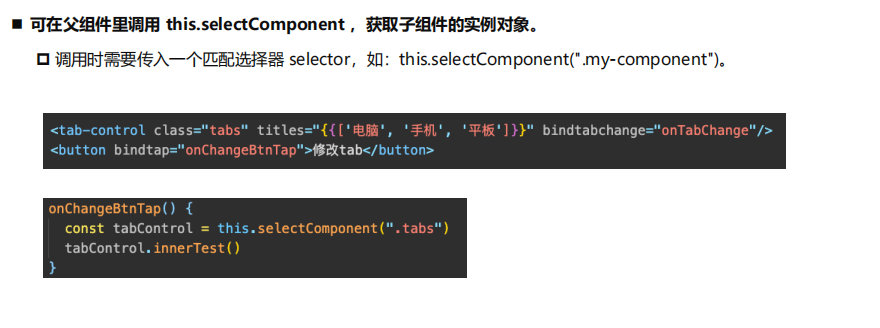 ■ 可在父组件里调用 this.selectComponent ，获取子组件的实例对象。
调用时需要传入一个匹配选择器 selector，如：this.selectComponent(".my-component")。
<tab-control class="tabs" titles="{{['电脑', '手机', '平板']}}" bindtabchange="onTabChange"/>
<button bindtap="onChangeBtnTap">修改tab</button>
onChangeBtnTap() {
const tabControl = this.selectComponent(".tabs")
tabControl.innerTest()
}